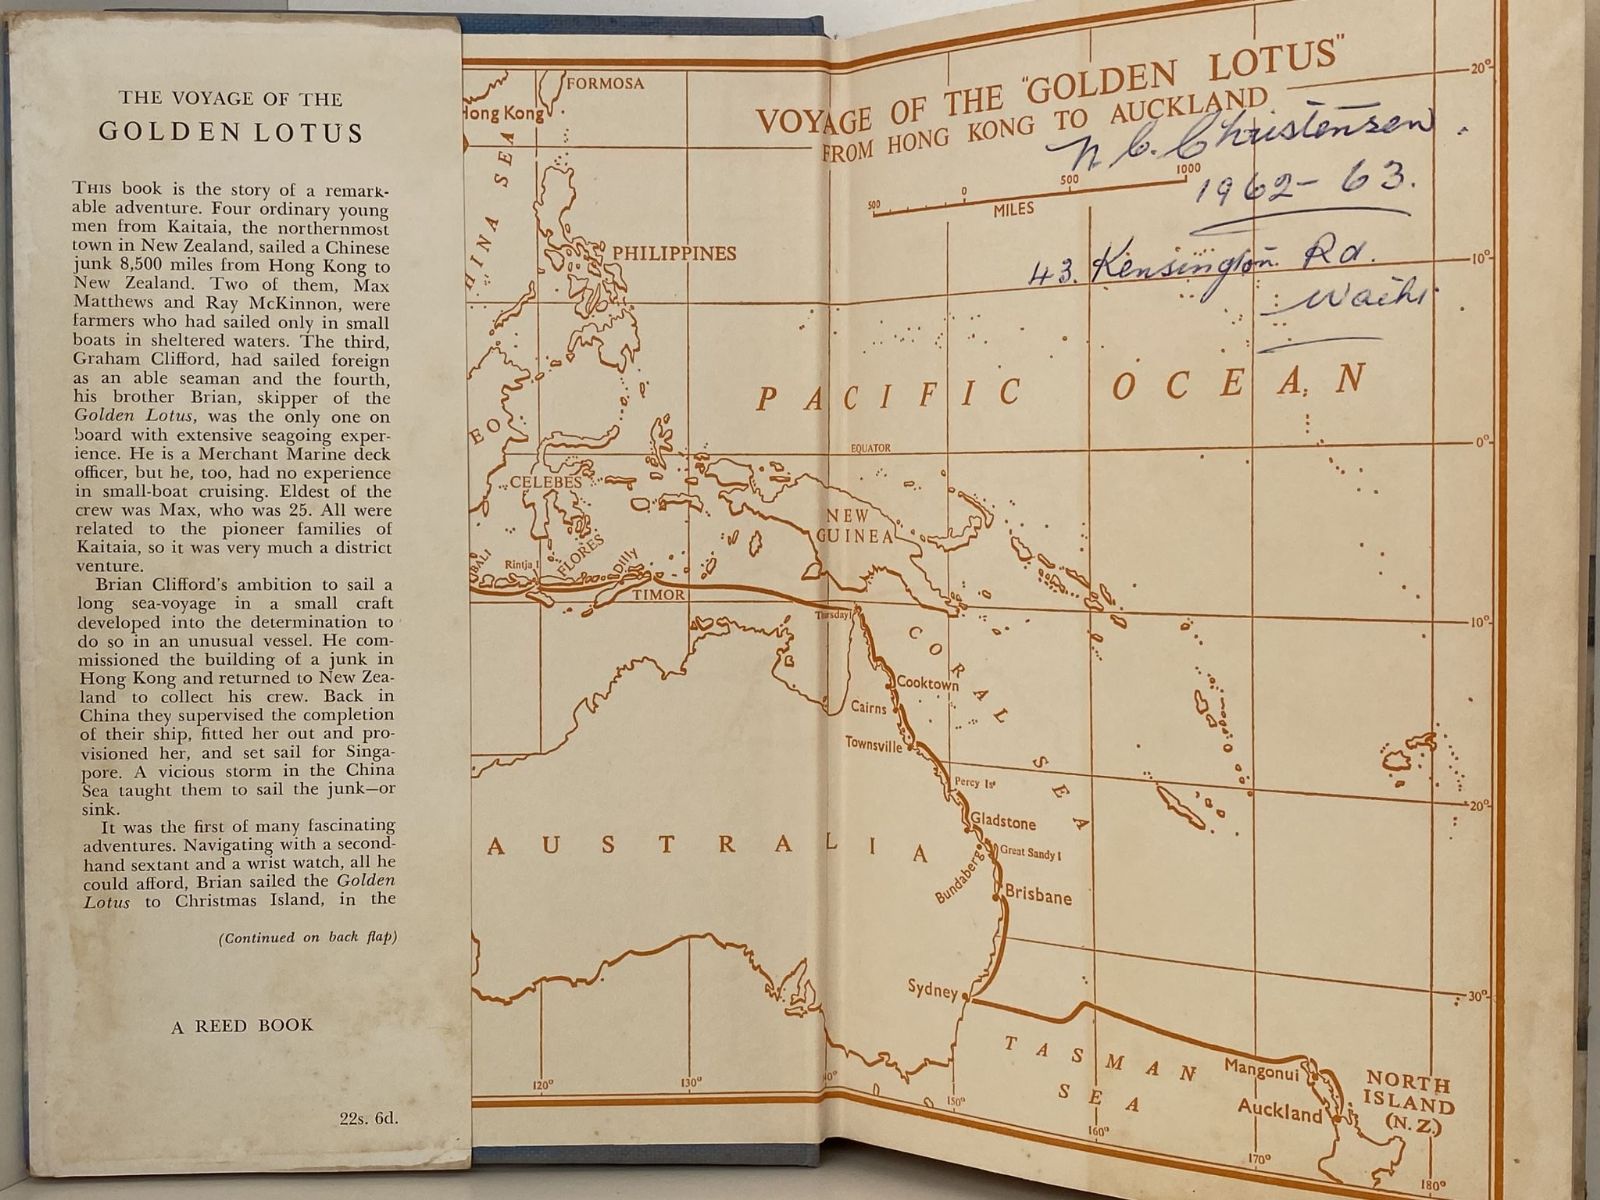 THE VOYAGE OF THE
GOLDEN LOTUS
THIS book is the story of a remark-
able adventure. Four ordinary young
men from Kaitaia, the northernmost
town in New Zealand, sailed a Chinese
junk 8,500 miles from Hong Kong to
New Zealand. Two of them, Max
Matthews and Ray McKinnon, were
farmers who had sailed only in small
boats in sheltered waters. The third,
Graham Clifford, had sailed foreign
as an able seaman and the fourth,
his brother Brian, skipper of the
Golden Lotus, was the only one on
board with extensive seagoing exper-
ience. He is a Merchant Marine deck
officer, but he, too, had no experience
in small-boat cruising. Eldest of the
crew was Max, who was 25. All were
related to the pioneer families of
Kaitaia, so it was very much a district
venture.
Brian Clifford's ambition to sail a
long sea-voyage in a small craft
developed into the determination to
do so in an unusual vessel. He com-
missioned the building of a junk in
Hong Kong and returned to New Zea-
land to collect his crew. Back in
China they supervised the completion
of their ship, fitted her out and pro-
visioned her, and set sail for Singa-
pore. A vicious storm in the China
Sea taught them to sail the junk—or
sink.
It was the first of many fascinating
adventures. Navigating with a second-
hand sextant and a wrist watch, all he
could afford, Brian sailed the Golden
Lotus to Christmas Island, in the
(Continued on back flap)
A REED BOOK
22s. 6d.
VOYAGE OF THE "GOLDEN LOTUS"
FROM HONG KONG TO AUCKLAND
N. C. Christensen.
1962-63.
43. Kensington Rd.
Waihi
500 0 500 1000
MILES
FORMOSA
Hong Kong
HINA SEA
PHILIPPINES
PACIFIC OCEAN
EQUATOR
EO
CELEBES
NEW
GUINEA
BALI
Rintja I
FLORES
Dilly
TIMOR
Thursday I
CORAL SEA
Cooktown
Cairns
Townsville
Percy Is
Gladstone
Great Sandy I
Bundaberg
Brisbane
AUSTRALIA
Sydney
TASMAN
SEA
Mangonui
Auckland
NORTH
ISLAND
(N.Z.)
20°
10°
0°
10°
20°
30°
120°
130°
40°
150°
160°
170°
180°